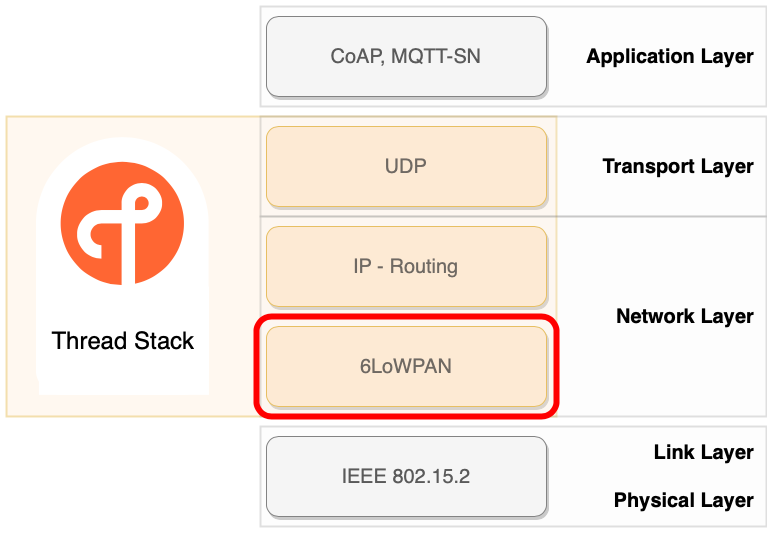 CoAP, MQTT-SN
Application Layer
UDP
Transport Layer
IP - Routing
Network Layer
Thread Stack
6LoWPAN
IEEE 802.15.2
Link Layer
Physical Layer